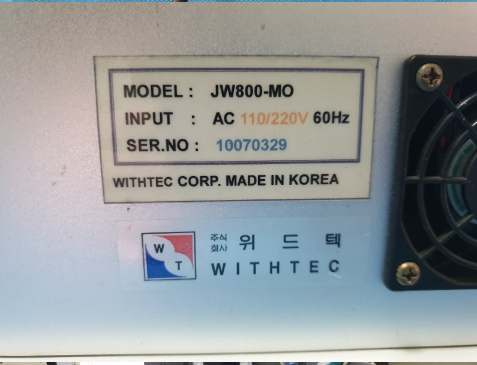 MODEL : JW800-MO
INPUT : AC 110/220V 60Hz
SER.NO : 10070329
WITHTEC CORP. MADE IN KOREA
W T
주식회사 위드텍
WITHTEC